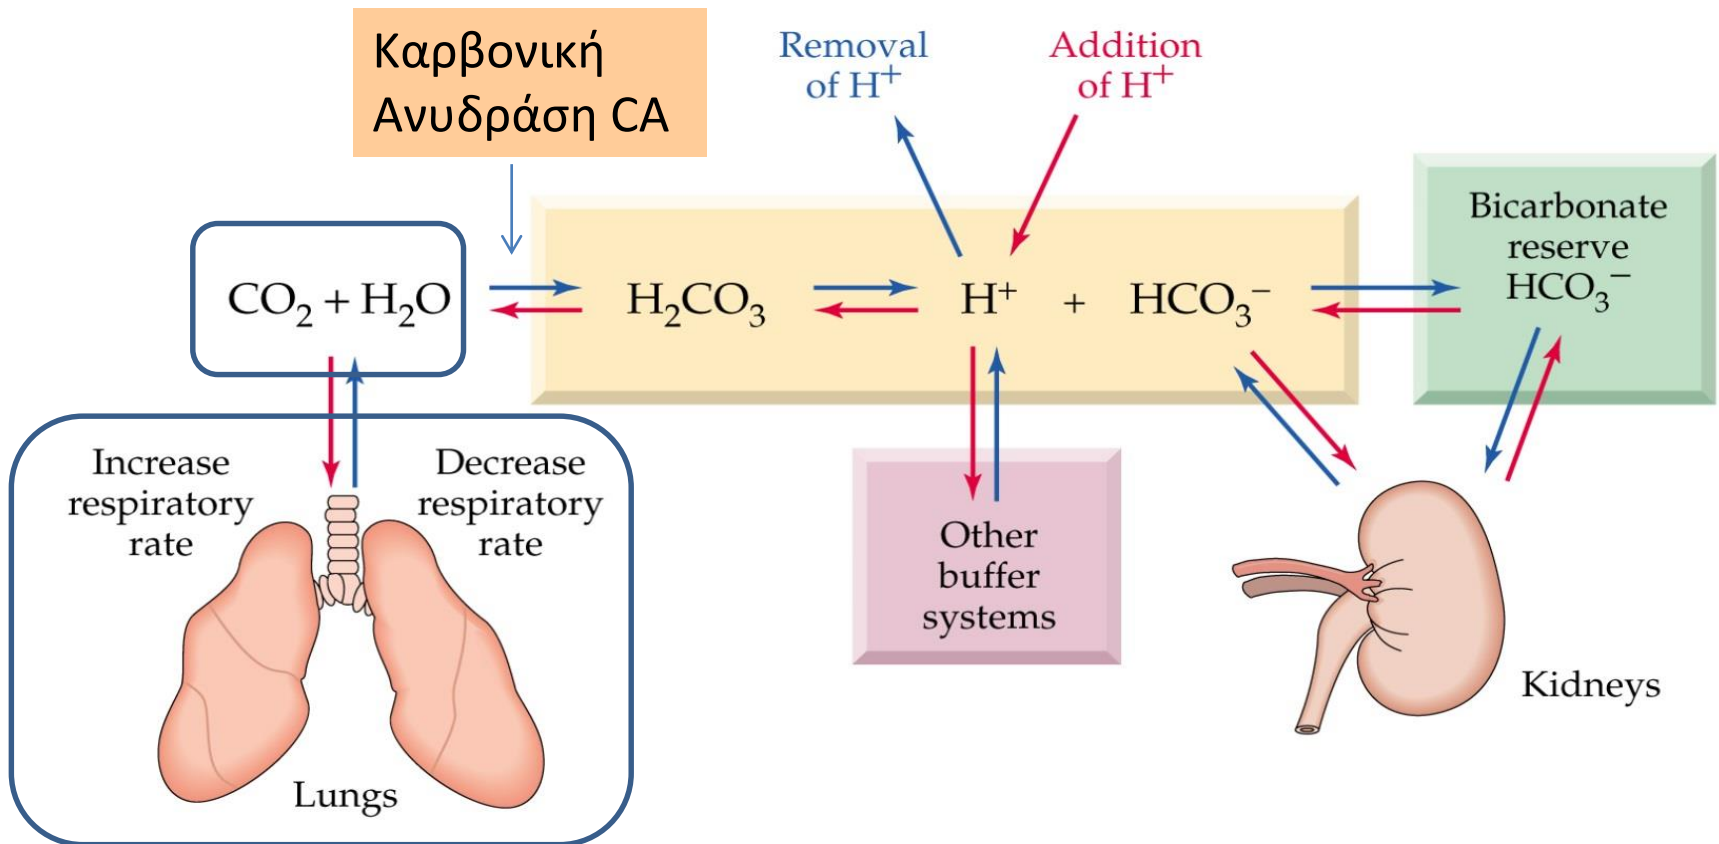 Καρβονική
Ανυδράση CA
Removal
of H⁺
Addition
of H⁺
CO₂ + H₂O
H₂CO₃
H⁺ + HCO₃⁻
Bicarbonate
reserve
HCO₃⁻
Increase
respiratory
rate
Decrease
respiratory
rate
Lungs
Other
buffer
systems
Kidneys